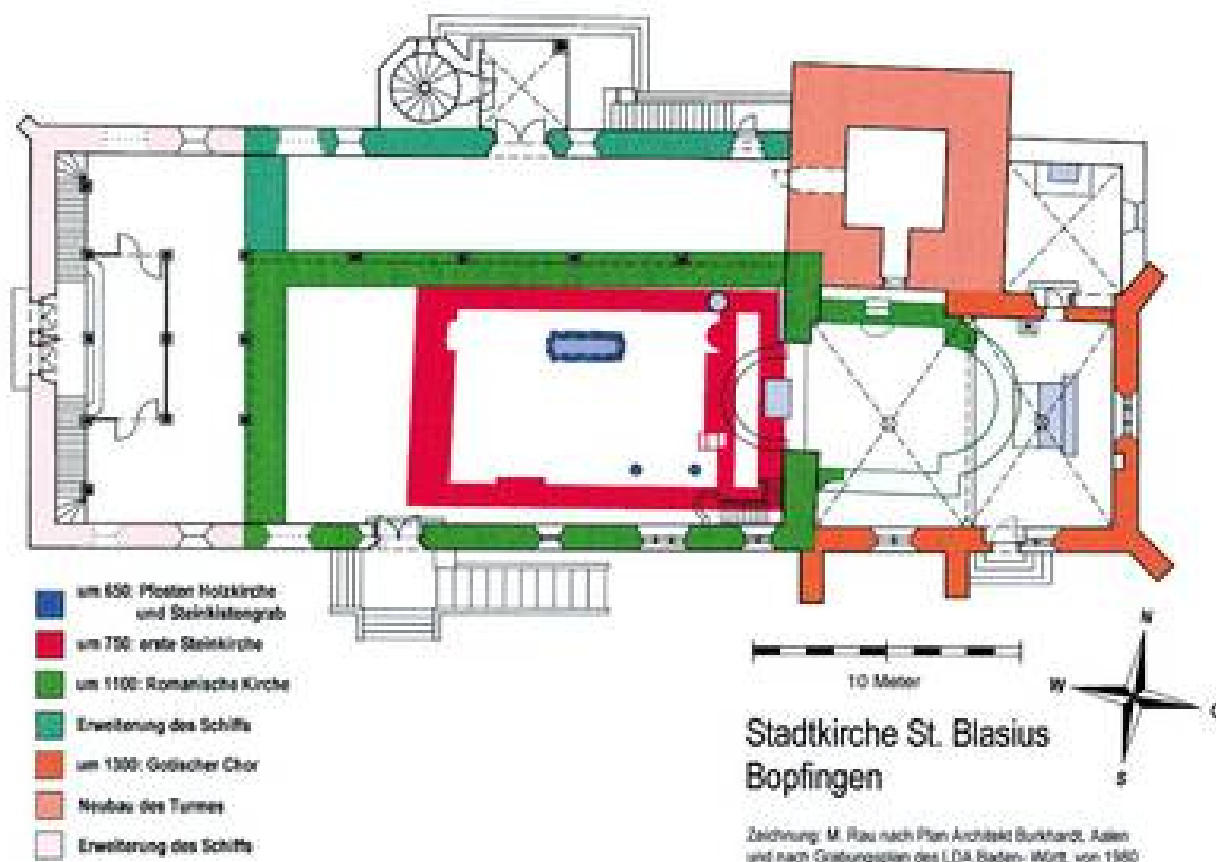 um 650: Pfosten Holzkirche
und Steinkistengrab
um 750: erste Steinkirche
um 1100: Romanische Kirche
Erweiterung des Schiffs
um 1300: Gotischer Chor
Neubau des Turmes
Erweiterung des Schiffs
10 Meter
N
W
O
S
Stadtkirche St. Blasius
Bopfingen
Zeichnung: M. Rau nach Plan Architekt Burkhardt, Aalen
und nach Grabungsplan des LDA Baden-Württ. von